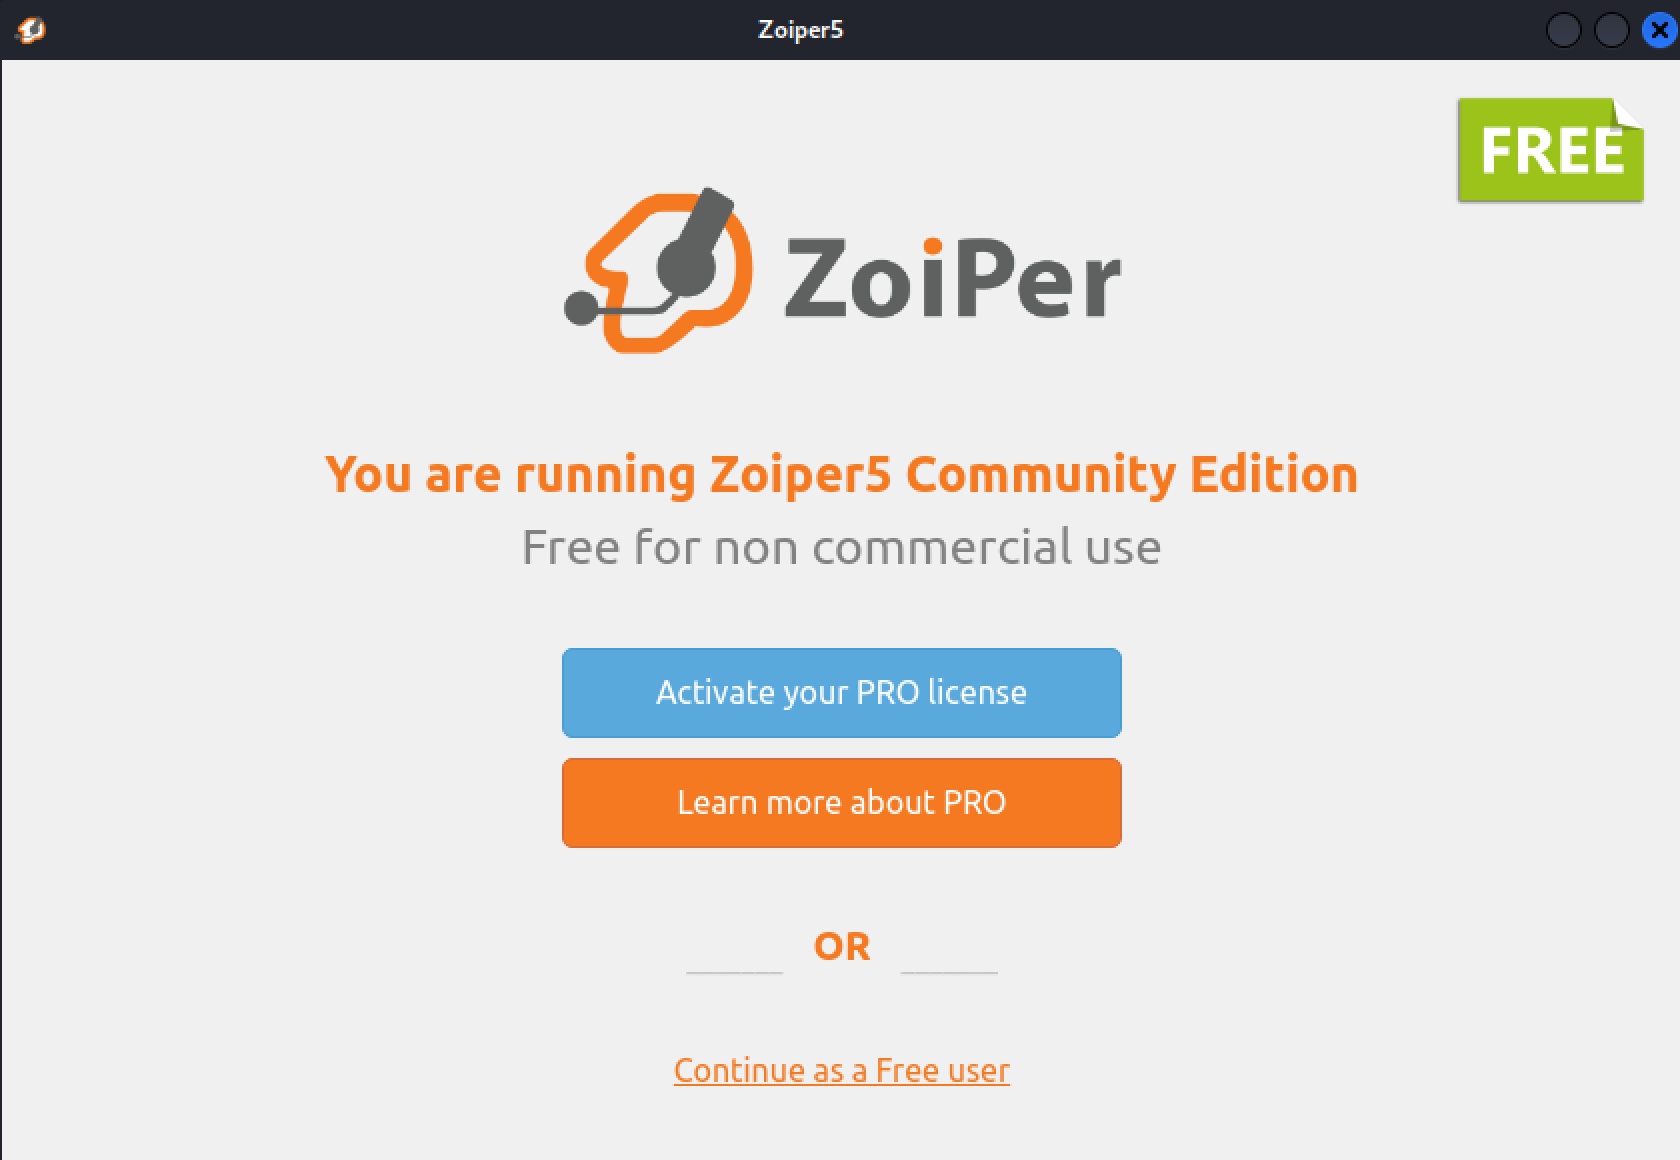 Zoiper5
FREE
ZoiPer
You are running Zoiper5 Community Edition
Free for non commercial use
Activate your PRO license
Learn more about PRO
OR
Continue as a Free user